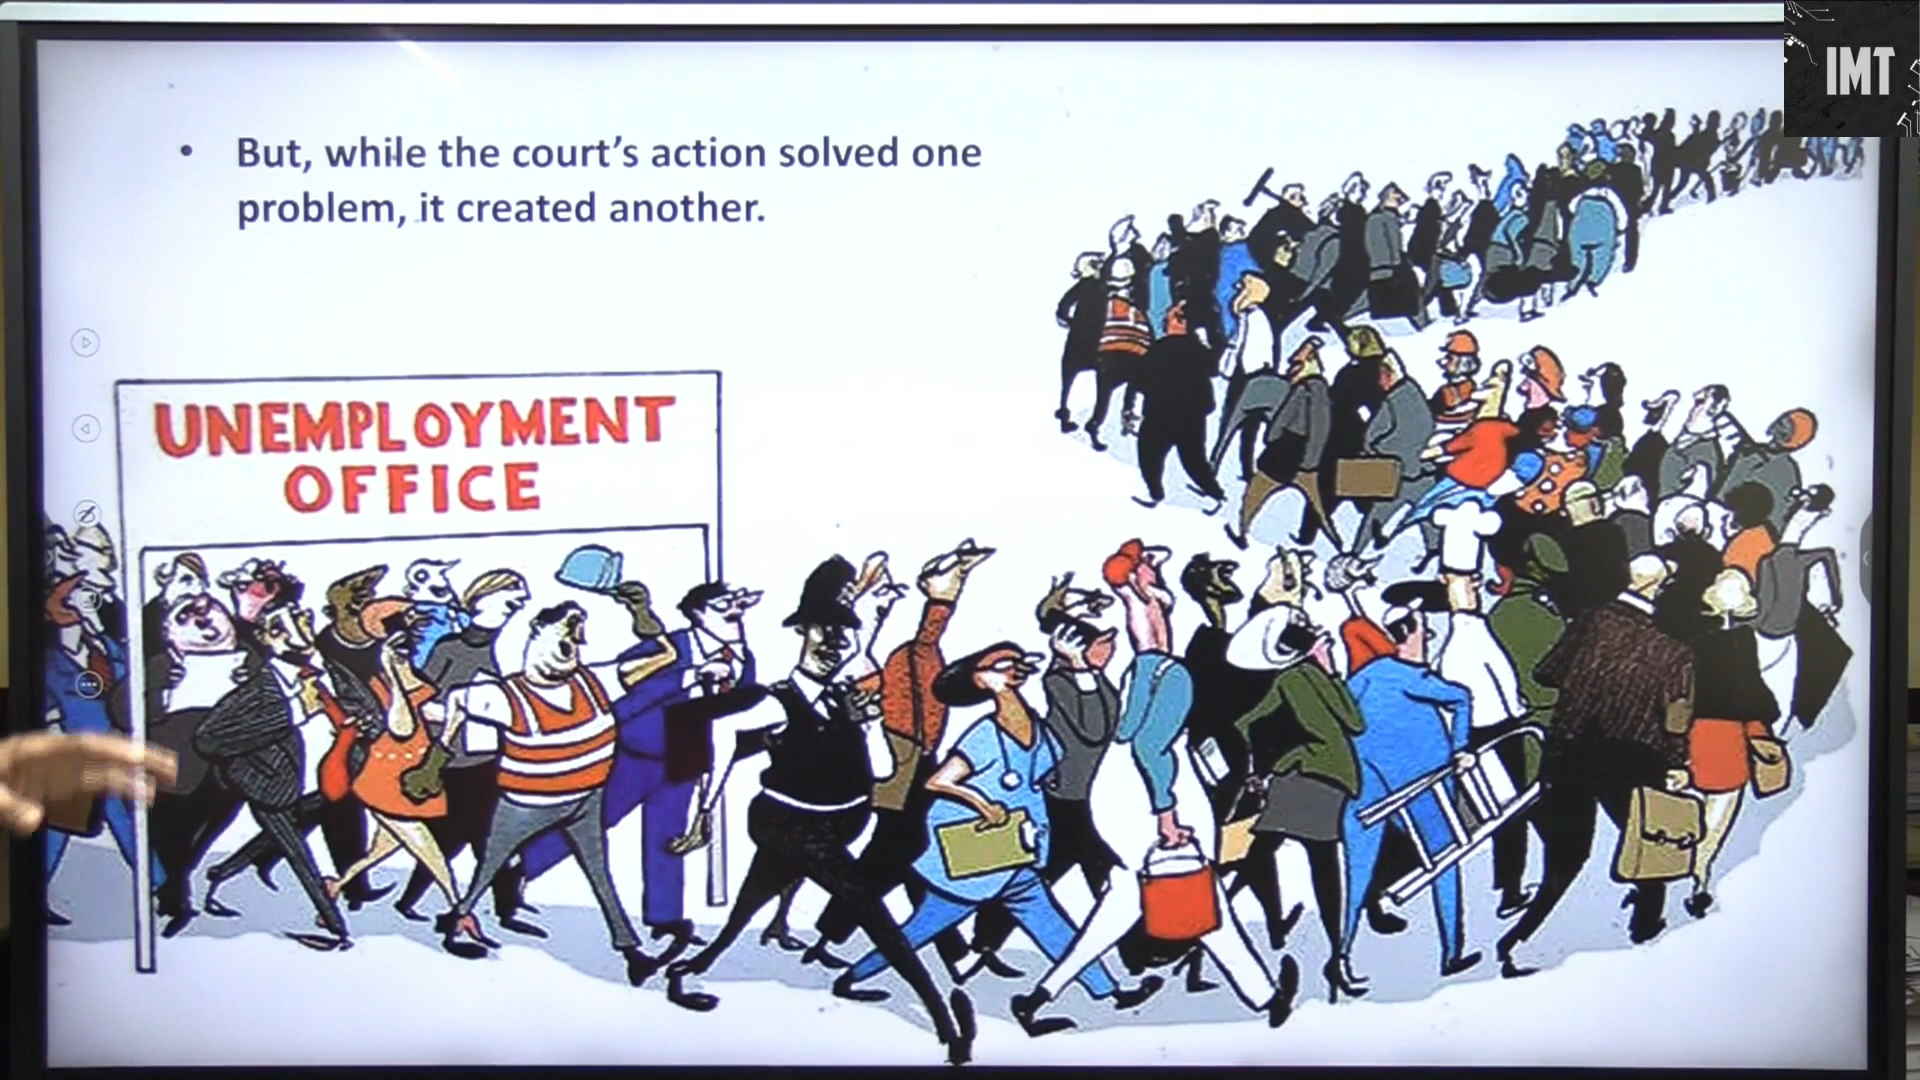 IMT
• But, while the court's action solved one
problem, it created another.
UNEMPLOYMENT
OFFICE